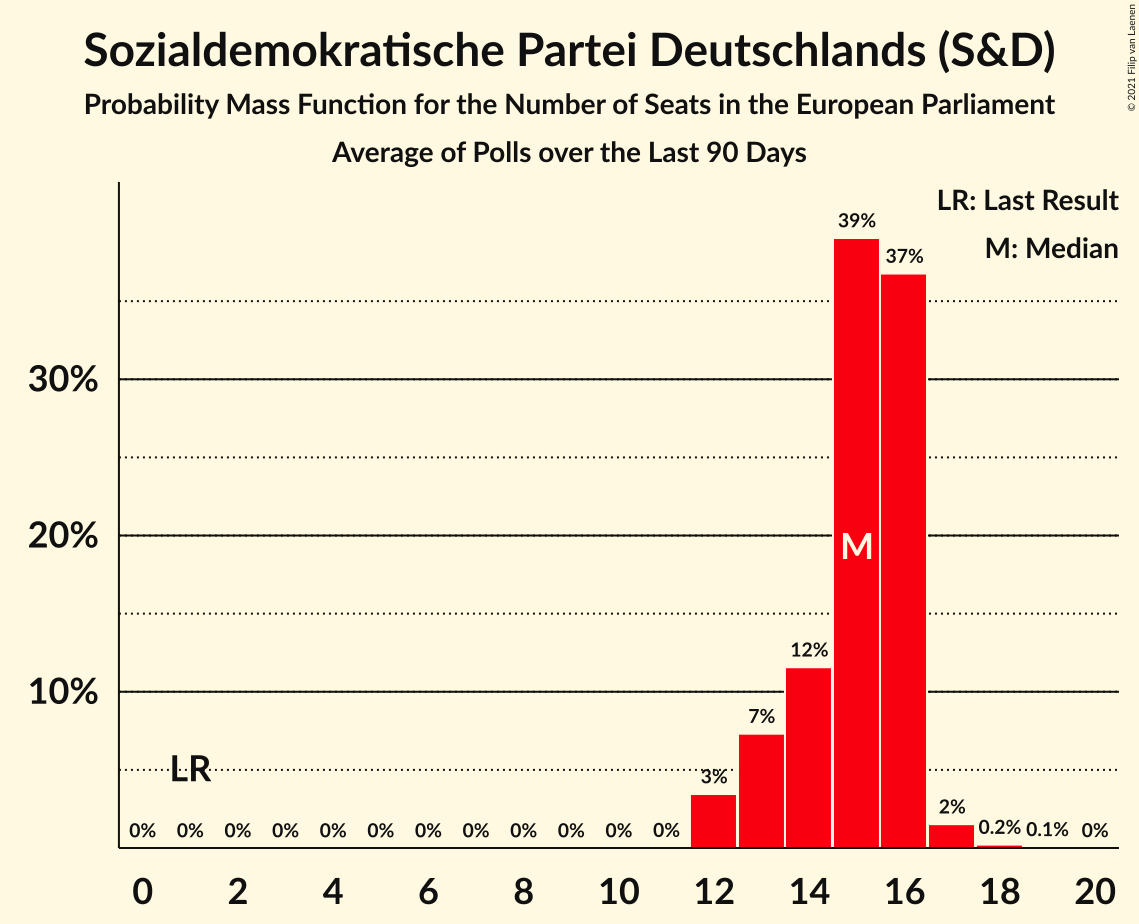 Sozialdemokratische Partei Deutschlands (S&D)
Probability Mass Function for the Number of Seats in the European Parliament
Average of Polls over the Last 90 Days
© 2021 Filip van Laenen
LR: Last Result
M: Median
39%
37%
30%
20%
M
12%
10%
7%
LR
3%
0% 0% 0% 0% 0% 0% 0% 0% 0% 0% 0% 0% 2% 0.2% 0.1% 0%
0 2 4 6 8 10 12 14 16 18 20